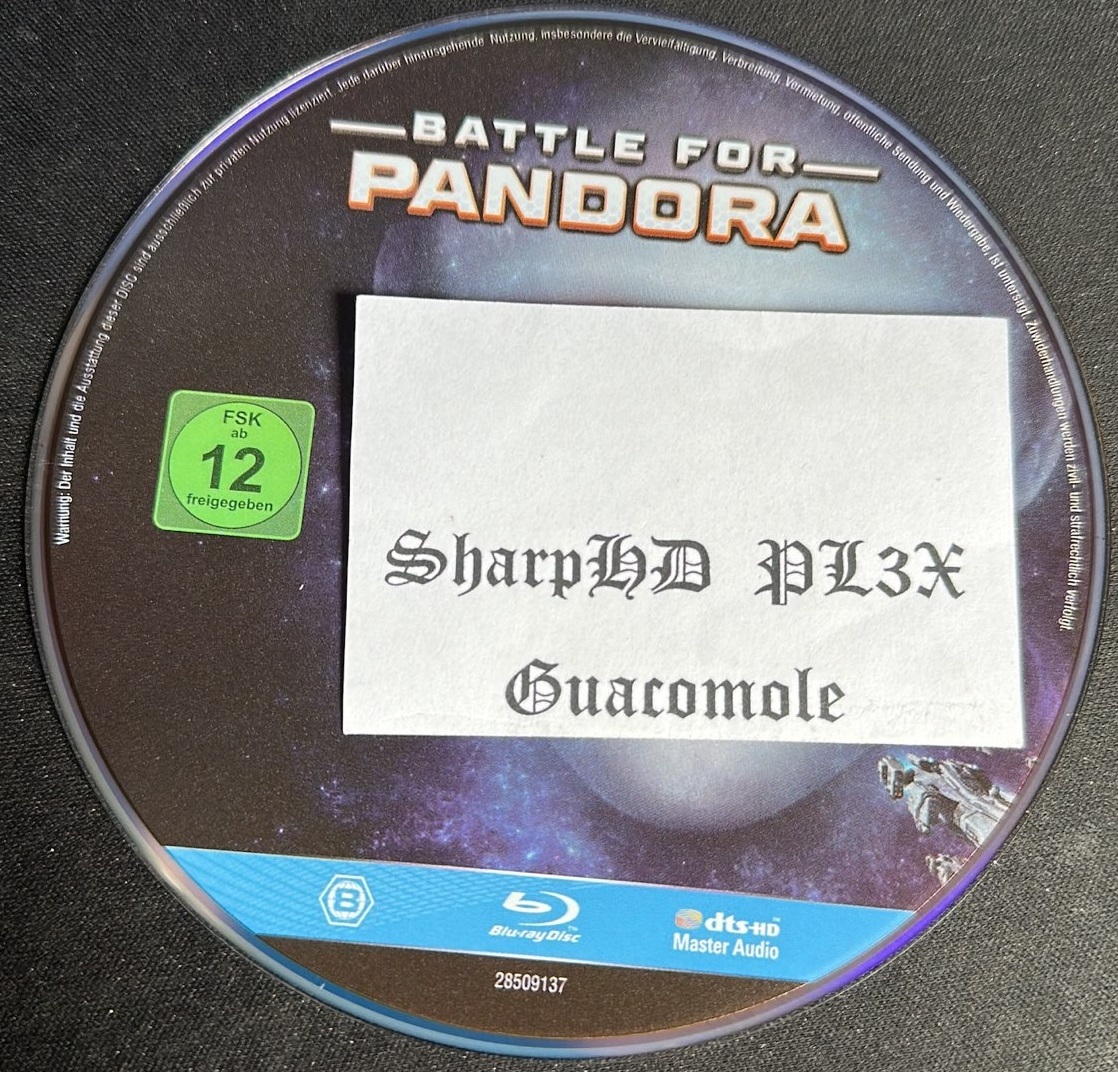 Warnung: Der Inhalt und die Ausstattung dieser DISC sind ausschließlich zur privaten Nutzung lizenziert. Jede darüber hinausgehende Nutzung, insbesondere die Vervielfältigung, Verbreitung, Vermietung, öffentliche Sendung und Wiedergabe, ist untersagt. Zuwiderhandlungen werden zivil- und strafrechtlich verfolgt.
BATTLE FOR
PANDORA
FSK
ab
12
freigegeben
SharpHD PL3X
Guacomole
B
Blu-ray Disc™
dts-HD™
Master Audio
28509137